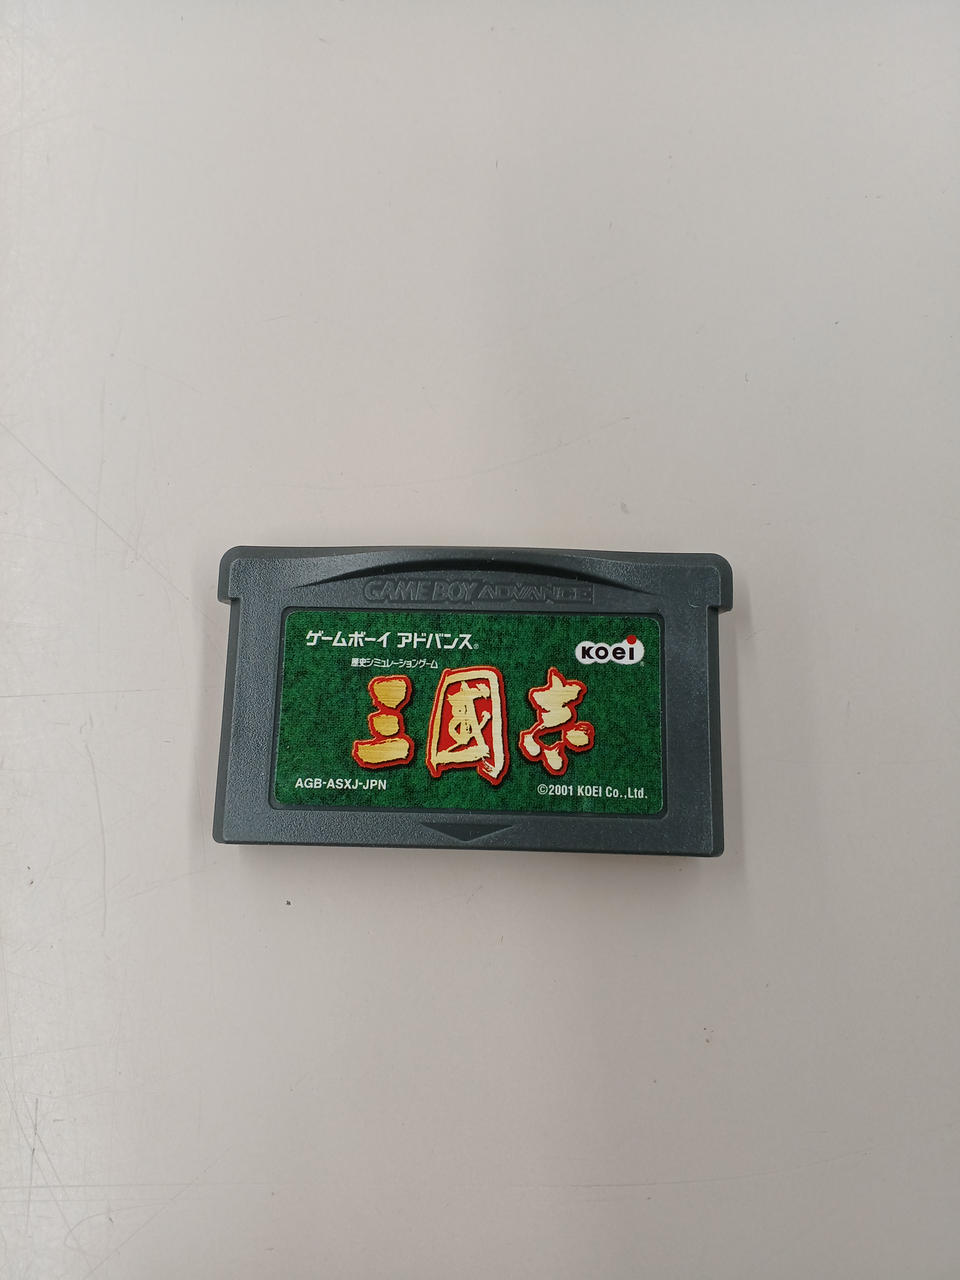 GAME BOY ADVANCE
ゲームボーイ アドバンス®
KOEI
歴史シミュレーションゲーム
三國志
AGB-ASXJ-JPN
©2001 KOEI Co.,Ltd.